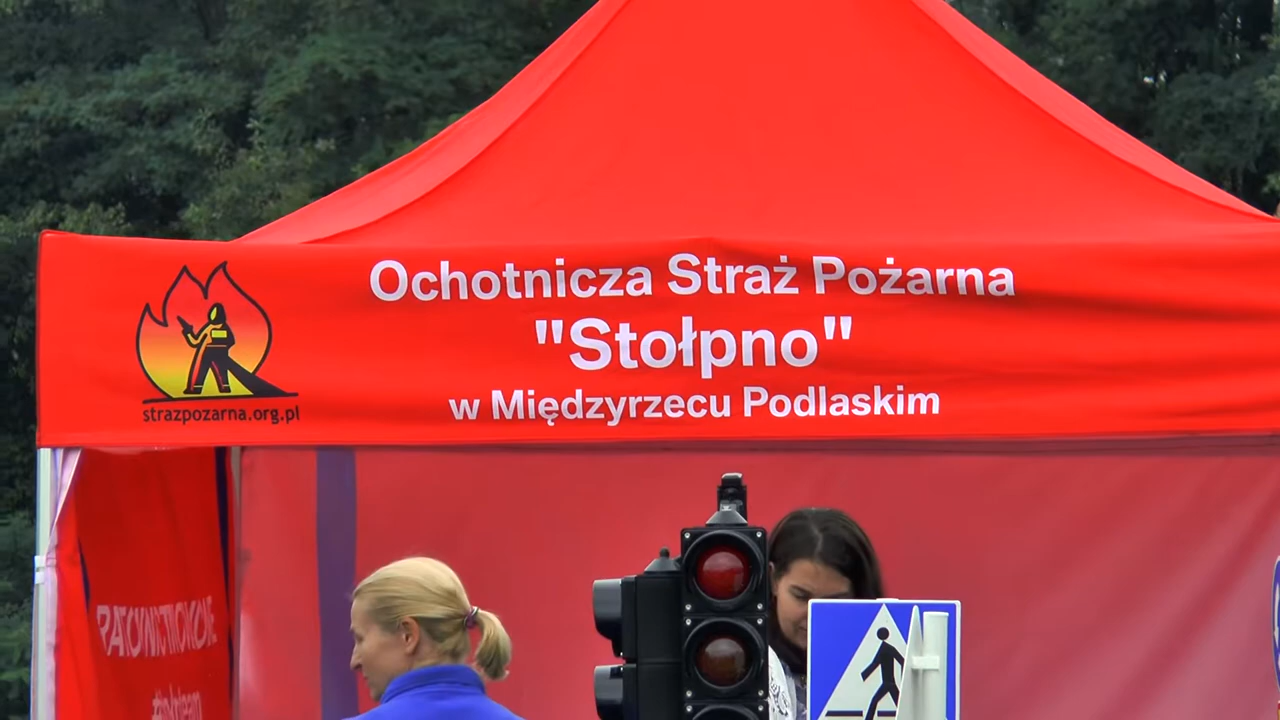 Ochotnicza Straż Pożarna
"Stołpno"
w Międzyrzecu Podlaskim
strazpozarna.org.pl